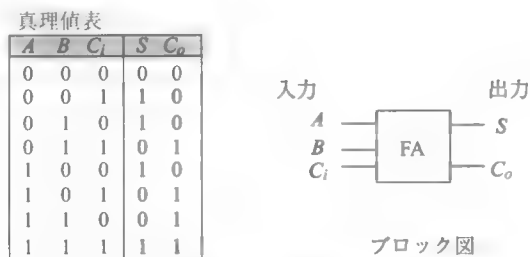 真理値表
A B Ci S Co
0 0 0 0 0
0 0 1 1 0
0 1 0 1 0
0 1 1 0 1
1 0 0 1 0
1 0 1 0 1
1 1 0 0 1
1 1 1 1 1
入力 出力
A S
B FA
Ci Co
ブロック図